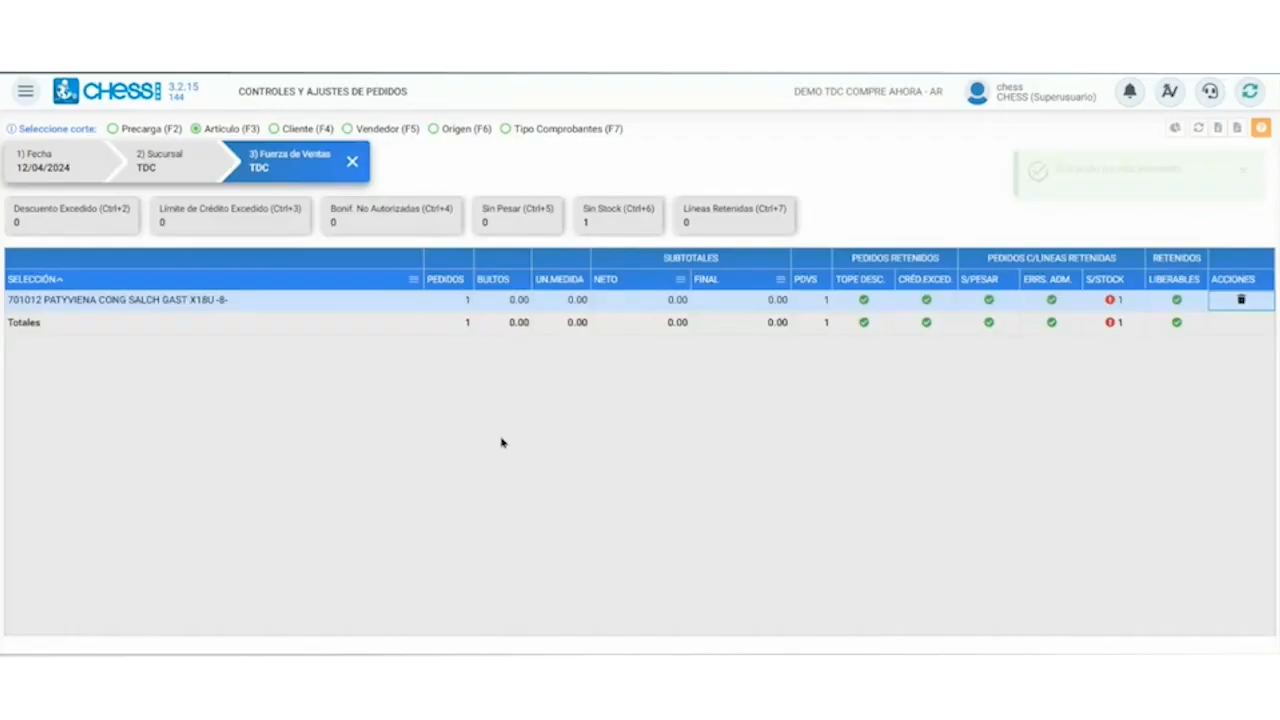 CHESS 3.2.15
144
CONTROLES Y AJUSTES DE PEDIDOS
DEMO TDC COMPRE AHORA - AR
chess
CHESS (Superusuario)
Seleccione corte: Precarga (F2) Artículo (F3) Cliente (F4) Vendedor (F5) Origen (F6) Tipo Comprobantes (F7)
1) Fecha
12/04/2024
2) Sucursal
TDC
3) Fuerza de Ventas
TDC
Descuento Excedido (Ctrl+2)
0
Límite de Crédito Excedido (Ctrl+3)
0
Bonif. No Autorizadas (Ctrl+4)
0
Sin Pesar (Ctrl+5)
0
Sin Stock (Ctrl+6)
1
Líneas Retenidas (Ctrl+7)
0
SUBTOTALES PEDIDOS RETENIDOS PEDIDOS C/LINEAS RETENIDAS RETENIDOS
SELECCIÓN PEDIDOS BULTOS UN.MEDIDA NETO FINAL PDVS TOPE DESC. CRÉD.EXCED. S/PESAR ERRS. ADM. S/STOCK LIBERABLES ACCIONES
701012 PATYVIENA CONG SALCH GAST X18U -8- 1 0.00 0.00 0.00 0.00 1 1
Totales 1 0.00 0.00 0.00 0.00 1 1